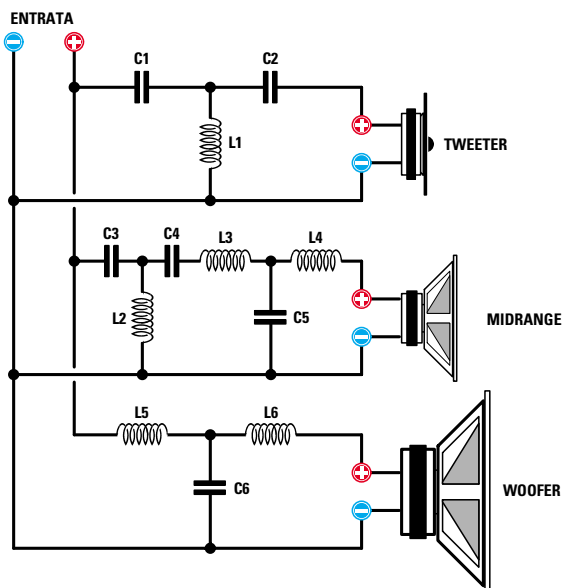 ENTRATA
C1
C2
L1
TWEETER
C3
C4
L3
L4
L2
C5
MIDRANGE
L5
L6
C6
WOOFER